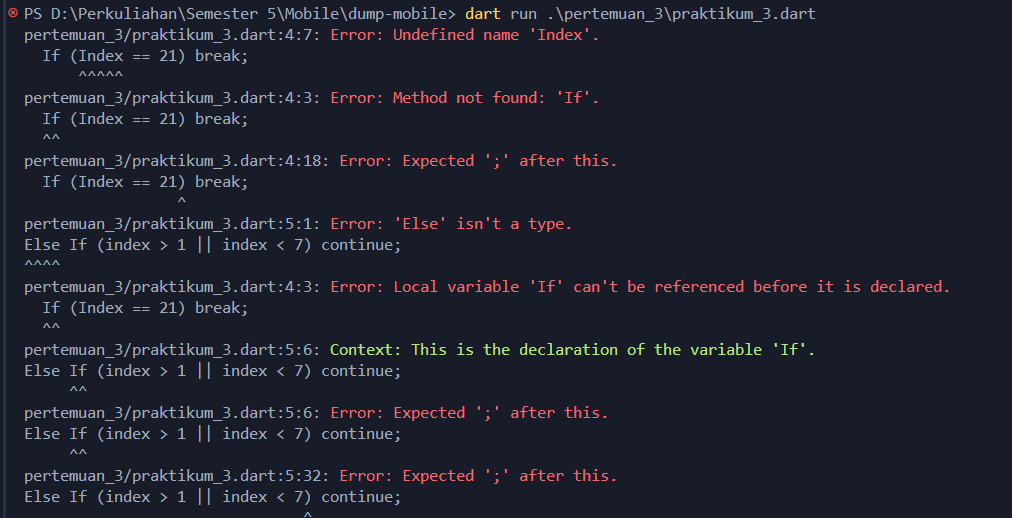 PS D:\Perkuliahan\Semester 5\Mobile\dump-mobile> dart run .\pertemuan_3\praktikum_3.dart
pertemuan_3/praktikum_3.dart:4:7: Error: Undefined name 'Index'.
  If (Index == 21) break;
      ^^^^^
pertemuan_3/praktikum_3.dart:4:3: Error: Method not found: 'If'.
  If (Index == 21) break;
  ^^
pertemuan_3/praktikum_3.dart:4:18: Error: Expected ';' after this.
  If (Index == 21) break;
                 ^
pertemuan_3/praktikum_3.dart:5:1: Error: 'Else' isn't a type.
Else If (index > 1 || index < 7) continue;
^^^^
pertemuan_3/praktikum_3.dart:4:3: Error: Local variable 'If' can't be referenced before it is declared.
  If (Index == 21) break;
  ^^
pertemuan_3/praktikum_3.dart:5:6: Context: This is the declaration of the variable 'If'.
Else If (index > 1 || index < 7) continue;
     ^^
pertemuan_3/praktikum_3.dart:5:6: Error: Expected ';' after this.
Else If (index > 1 || index < 7) continue;
     ^^
pertemuan_3/praktikum_3.dart:5:32: Error: Expected ';' after this.
Else If (index > 1 || index < 7) continue;
                               ^